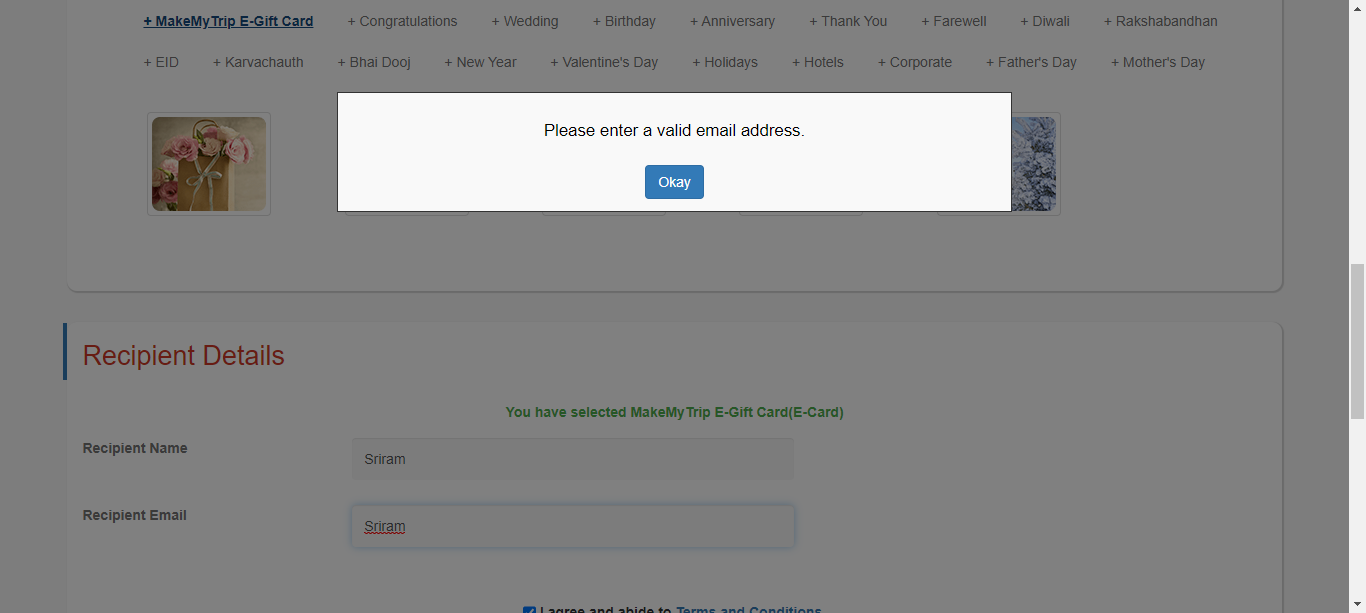 + MakeMyTrip E-Gift Card + Congratulations + Wedding + Birthday + Anniversary + Thank You + Farewell + Diwali + Rakshabandhan
+ EID + Karvachauth + Bhai Dooj + New Year + Valentine's Day + Holidays + Hotels + Corporate + Father's Day + Mother's Day
Please enter a valid email address.
Okay
Recipient Details
You have selected MakeMyTrip E-Gift Card(E-Card)
Recipient Name Sriram
Recipient Email Sriram
I agree and abide to Terms and Conditions